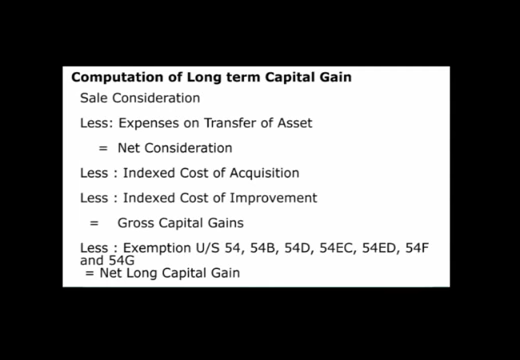 Computation of Long term Capital Gain
Sale Consideration
Less: Expenses on Transfer of Asset
= Net Consideration
Less : Indexed Cost of Acquisition
Less : Indexed Cost of Improvement
= Gross Capital Gains
Less : Exemption U/S 54, 54B, 54D, 54EC, 54ED, 54F
and 54G
= Net Long Capital Gain